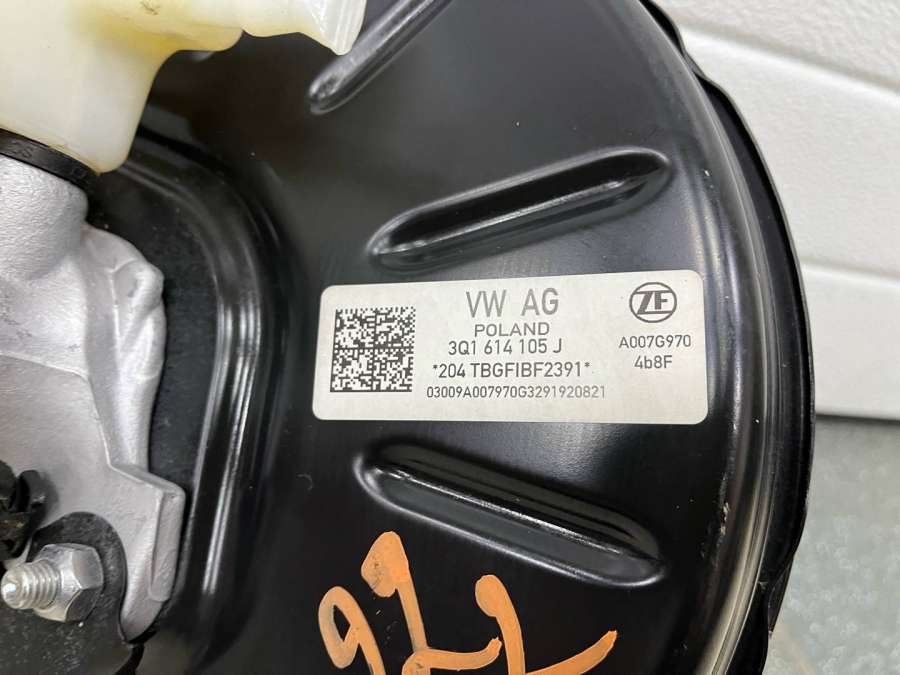 VW AG
POLAND
3Q1 614 105 J
*204 TBGFIBF2391*
03009A007970G3291920821
ZF
A007G970
4b8F